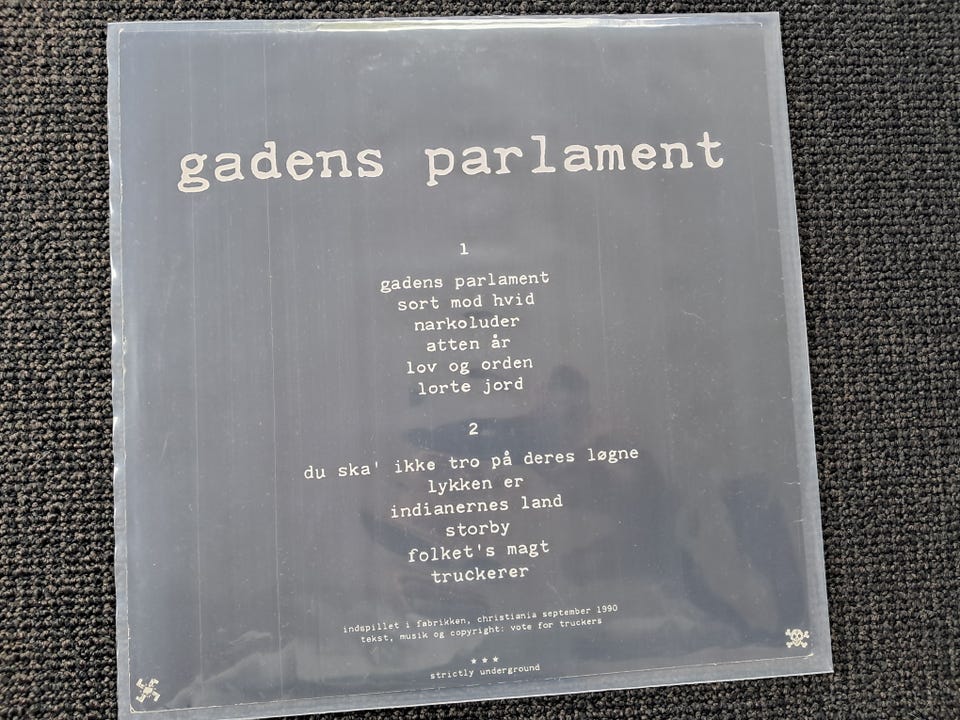 gadens parlament
1
gadens parlament
sort mod hvid
narkoluder
atten år
lov og orden
lorte jord
2
du ska' ikke tro på deres løgne
lykken er
indianernes land
storby
folket's magt
truckerer
indspillet i fabrikken, christiania september 1990
tekst, musik og copyright: vote for truckers
* * *
strictly underground